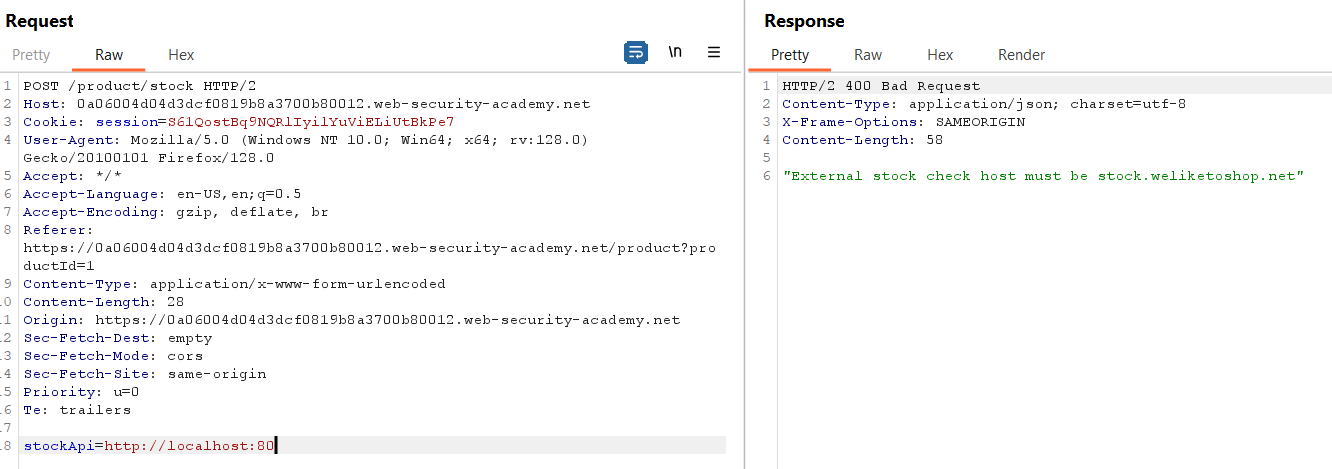 Request
Pretty Raw Hex
\n
1 POST /product/stock HTTP/2
2 Host: 0a06004d04d3dcf0819b8a3700b80012.web-security-academy.net
3 Cookie: session=S61QostBq9NQRlIyilYuViELiUtBkPe7
4 User-Agent: Mozilla/5.0 (Windows NT 10.0; Win64; x64; rv:128.0)
Gecko/20100101 Firefox/128.0
5 Accept: */*
6 Accept-Language: en-US,en;q=0.5
7 Accept-Encoding: gzip, deflate, br
8 Referer:
https://0a06004d04d3dcf0819b8a3700b80012.web-security-academy.net/product?pro
ductId=1
9 Content-Type: application/x-www-form-urlencoded
10 Content-Length: 28
11 Origin: https://0a06004d04d3dcf0819b8a3700b80012.web-security-academy.net
12 Sec-Fetch-Dest: empty
13 Sec-Fetch-Mode: cors
14 Sec-Fetch-Site: same-origin
15 Priority: u=0
16 Te: trailers
17
18 stockApi=http://localhost:80
Response
Pretty Raw Hex Render
1 HTTP/2 400 Bad Request
2 Content-Type: application/json; charset=utf-8
3 X-Frame-Options: SAMEORIGIN
4 Content-Length: 58
5
6 "External stock check host must be stock.weliketoshop.net"